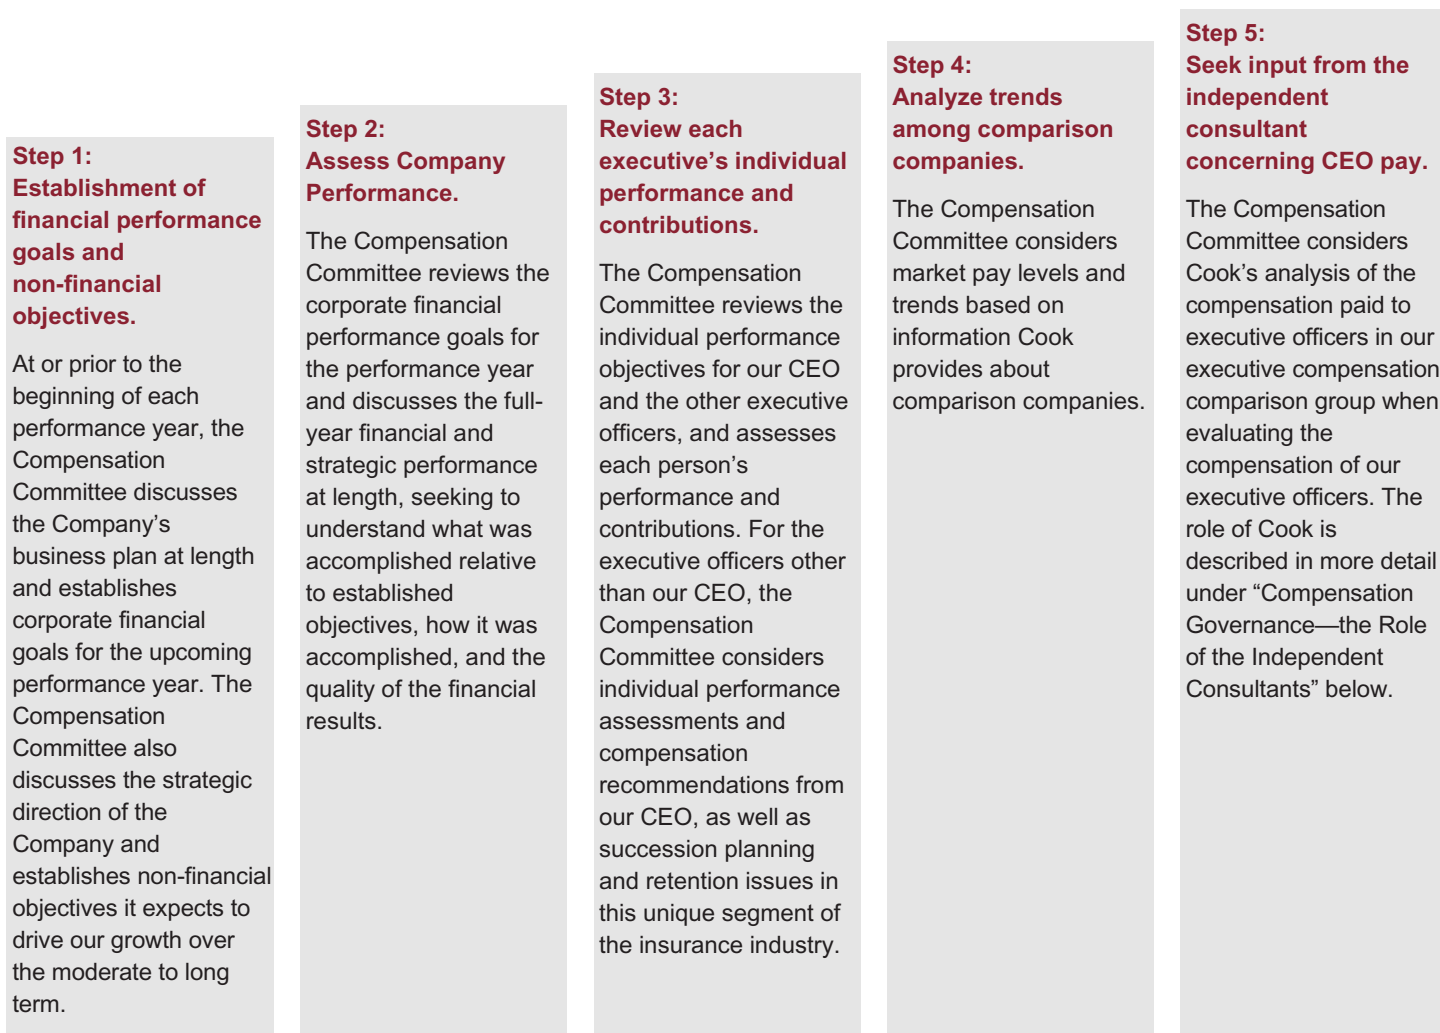 Step 1:
Establishment of
financial performance
goals and
non-financial
objectives.
At or prior to the
beginning of each
performance year, the
Compensation
Committee discusses
the Company's
business plan at length
and establishes
corporate financial
goals for the upcoming
performance year. The
Compensation
Committee also
discusses the strategic
direction of the
Company and
establishes non-financial
objectives it expects to
drive our growth over
the moderate to long
term.
Step 2:
Assess Company
Performance.
The Compensation
Committee reviews the
corporate financial
performance goals for
the performance year
and discusses the full-
year financial and
strategic performance
at length, seeking to
understand what was
accomplished relative
to established
objectives, how it was
accomplished, and the
quality of the financial
results.
Step 3:
Review each
executive’s individual
performance and
contributions.
The Compensation
Committee reviews the
individual performance
objectives for our CEO
and the other executive
officers, and assesses
each person’s
performance and
contributions. For the
executive officers other
than our CEO, the
Compensation
Committee considers
individual performance
assessments and
compensation
recommendations from
our CEO, as well as
succession planning
and retention issues in
this unique segment of
the insurance industry.
Step 4:
Analyze trends
among comparison
companies.
The Compensation
Committee considers
market pay levels and
trends based on
information Cook
provides about
comparison companies.
Step 5:
Seek input from the
independent
consultant
concerning CEO pay.
The Compensation
Committee considers
Cook’s analysis of the
compensation paid to
executive officers in our
executive compensation
comparison group when
evaluating the
compensation of our
executive officers. The
role of Cook is
described in more detail
under “Compensation
Governance—the Role
of the Independent
Consultants” below.